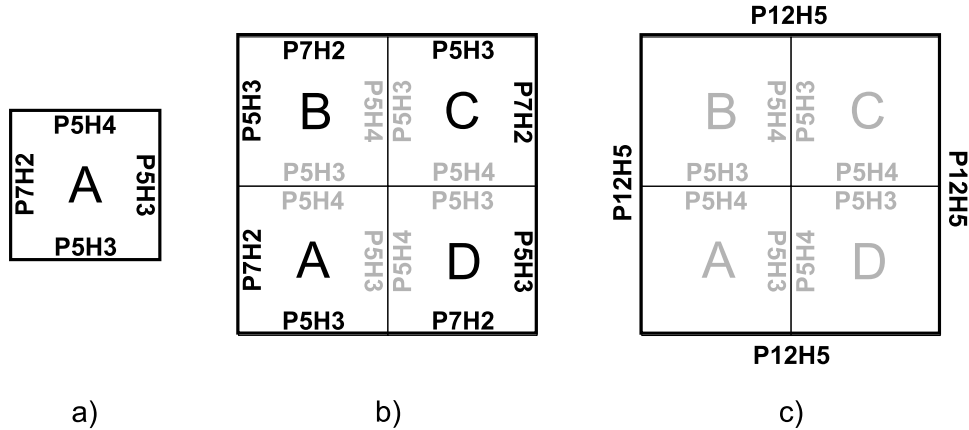 P5H4
P7H2 A P5H3
P5H3
a)
P7H2 P5H3
P5H3 B P5H4 P5H3 C P7H2
P5H3 P5H4
P5H4 P5H3
P7H2 A P5H3 P5H4 D P5H3
P5H3 P7H2
b)
P12H5
B P5H4 P5H3 C
P5H3 P5H4
P12H5 P12H5
P5H4 P5H3
A P5H3 P5H4 D
P12H5
c)